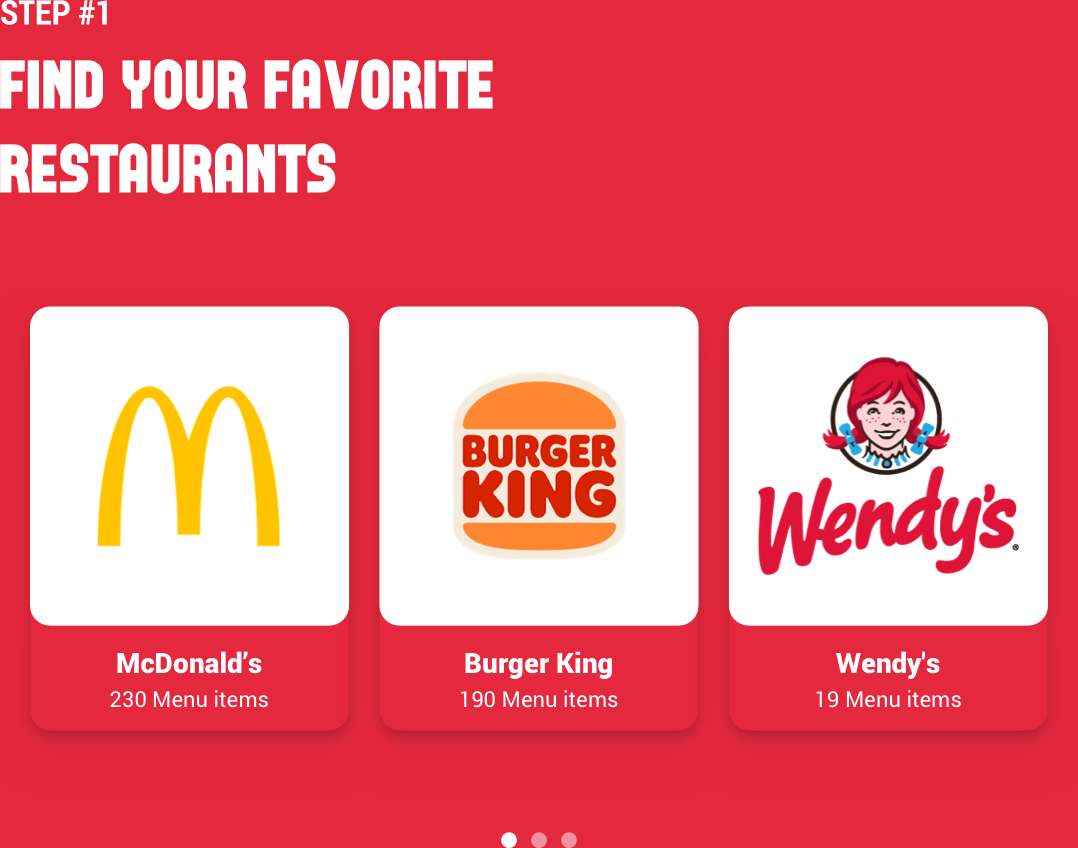 STEP #1
FIND YOUR FAVORITE
RESTAURANTS
BURGER
KING
Wendy's®
McDonald’s
230 Menu items
Burger King
190 Menu items
Wendy's
19 Menu items